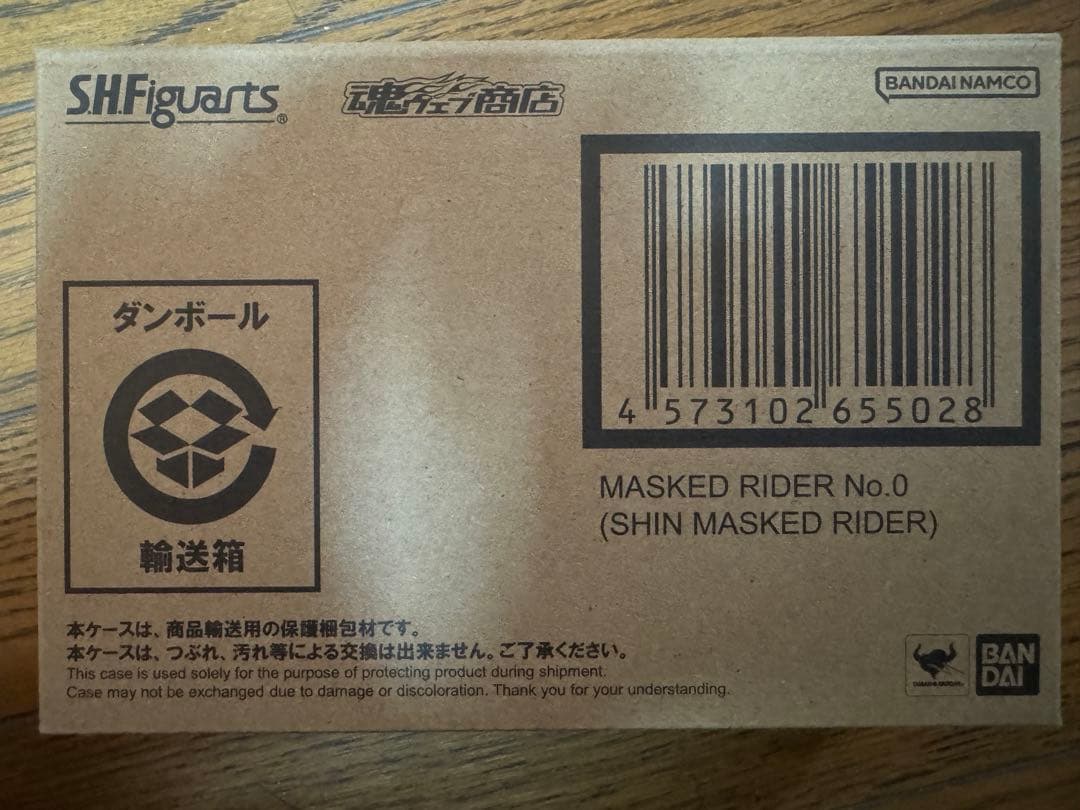 S.H.Figuarts®
魂ウェブ商店
BANDAI NAMCO
4 573102 655028
MASKED RIDER No.0
(SHIN MASKED RIDER)
ダンボール
輸送箱
本ケースは、商品輸送用の保護梱包材です。
本ケースは、つぶれ、汚れ等による交換は出来ません。ご了承ください。
This case is used solely for the purpose of protecting product during shipment.
Case may not be exchanged due to damage or discoloration. Thank you for your understanding.
BAN
DAI